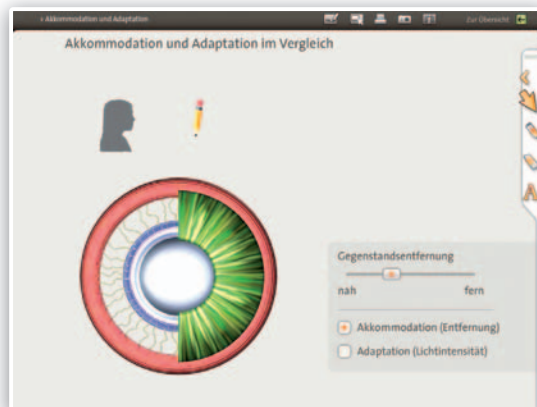 › Akkommodation und Adaptation
Zur Übersicht
Akkommodation und Adaptation im Vergleich
Gegenstandsentfernung
nah fern
Akkommodation (Entfernung)
Adaptation (Lichtintensität)
A